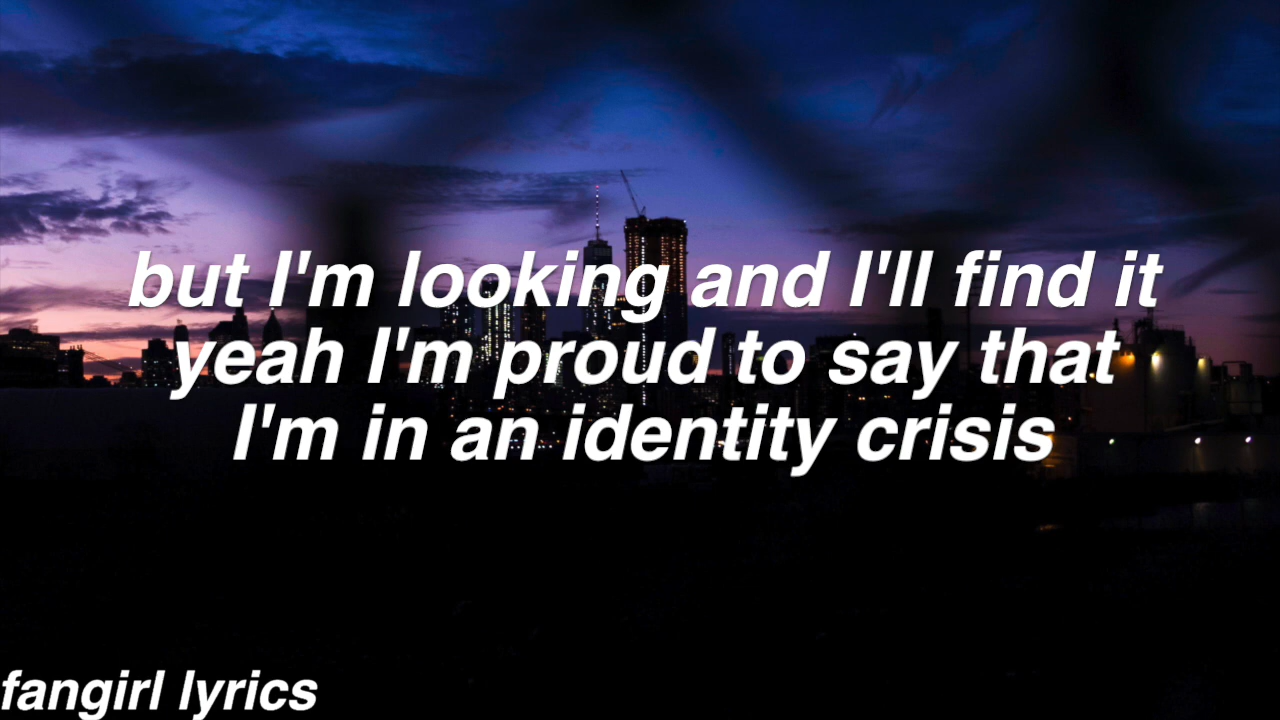 but I'm looking and I'll find it
yeah I'm proud to say that
I'm in an identity crisis
fangirl lyrics